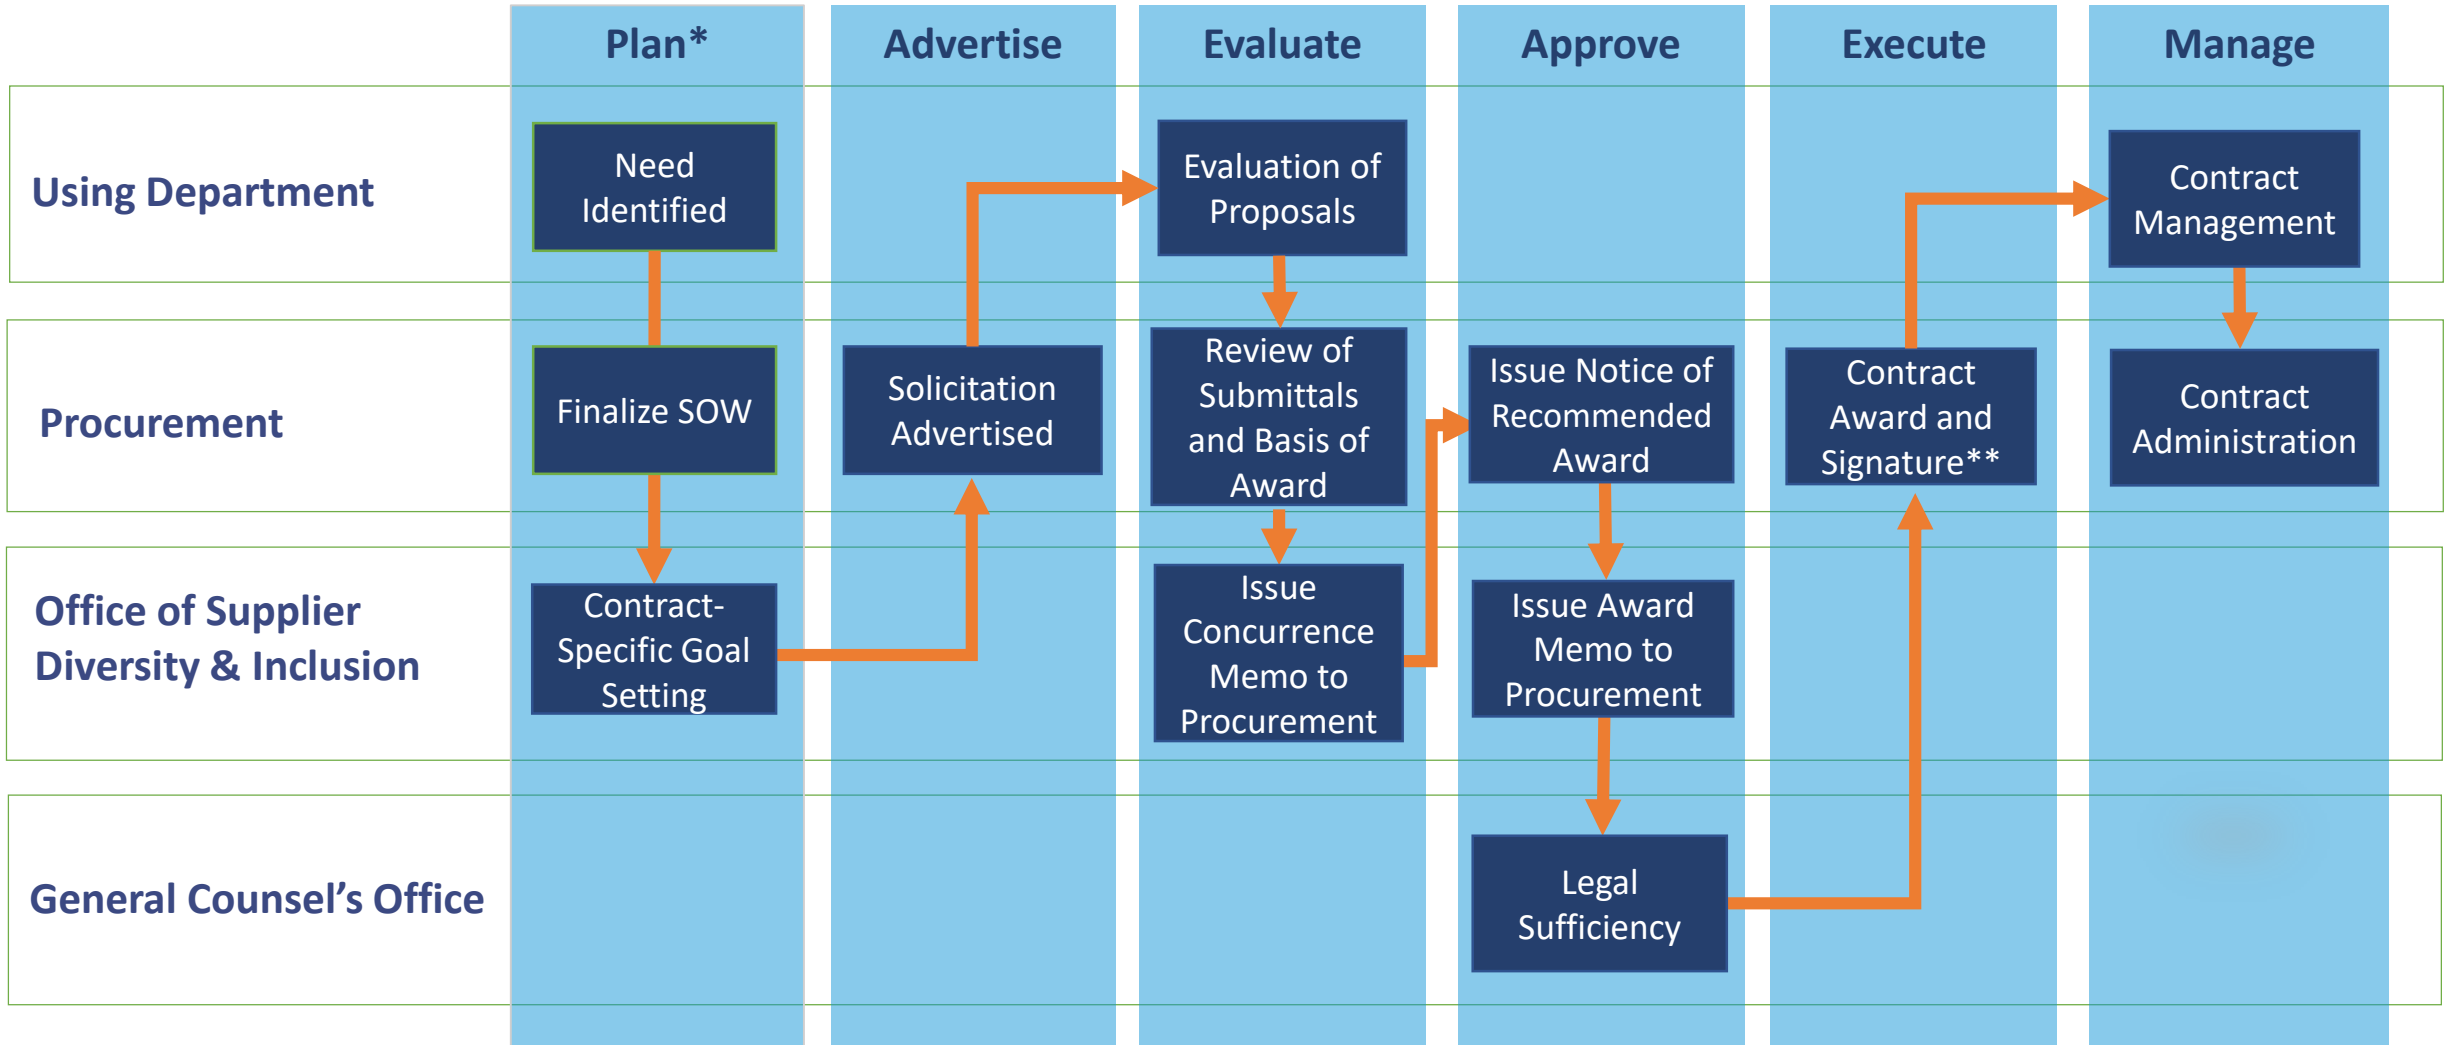 Plan*
Advertise
Evaluate
Approve
Execute
Manage
Using Department
Need
Identified
Evaluation of
Proposals
Contract
Management
Procurement
Finalize SOW
Solicitation
Advertised
Review of
Submittals
and Basis of
Award
Issue Notice of
Recommended
Award
Contract
Award and
Signature**
Contract
Administration
Office of Supplier
Diversity & Inclusion
Contract-
Specific Goal
Setting
Issue
Concurrence
Memo to
Procurement
Issue Award
Memo to
Procurement
General Counsel’s Office
Legal
Sufficiency